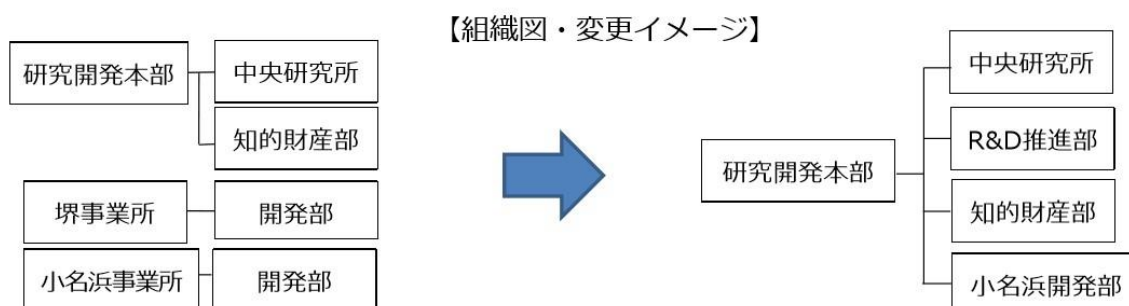 【組織図・変更イメージ】
研究開発本部
中央研究所
知的財産部
堺事業所
開発部
小名浜事業所
開発部
研究開発本部
中央研究所
R&D推進部
知的財産部
小名浜開発部